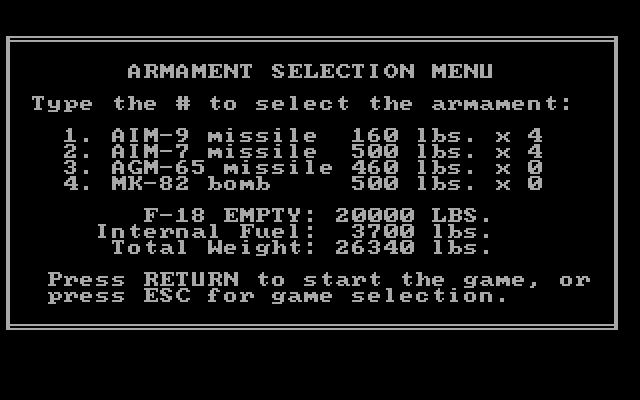 ARMAMENT SELECTION MENU
Type the # to select the armament:
1. AIM-9 missile 160 lbs. x 4
2. AIM-7 missile 500 lbs. x 4
3. AGM-65 missile 460 lbs. x 0
4. MK-82 bomb 500 lbs. x 0
F-18 EMPTY: 20000 LBS.
Internal Fuel: 3700 lbs.
Total Weight: 26340 lbs.
Press RETURN to start the game, or
press ESC for game selection.